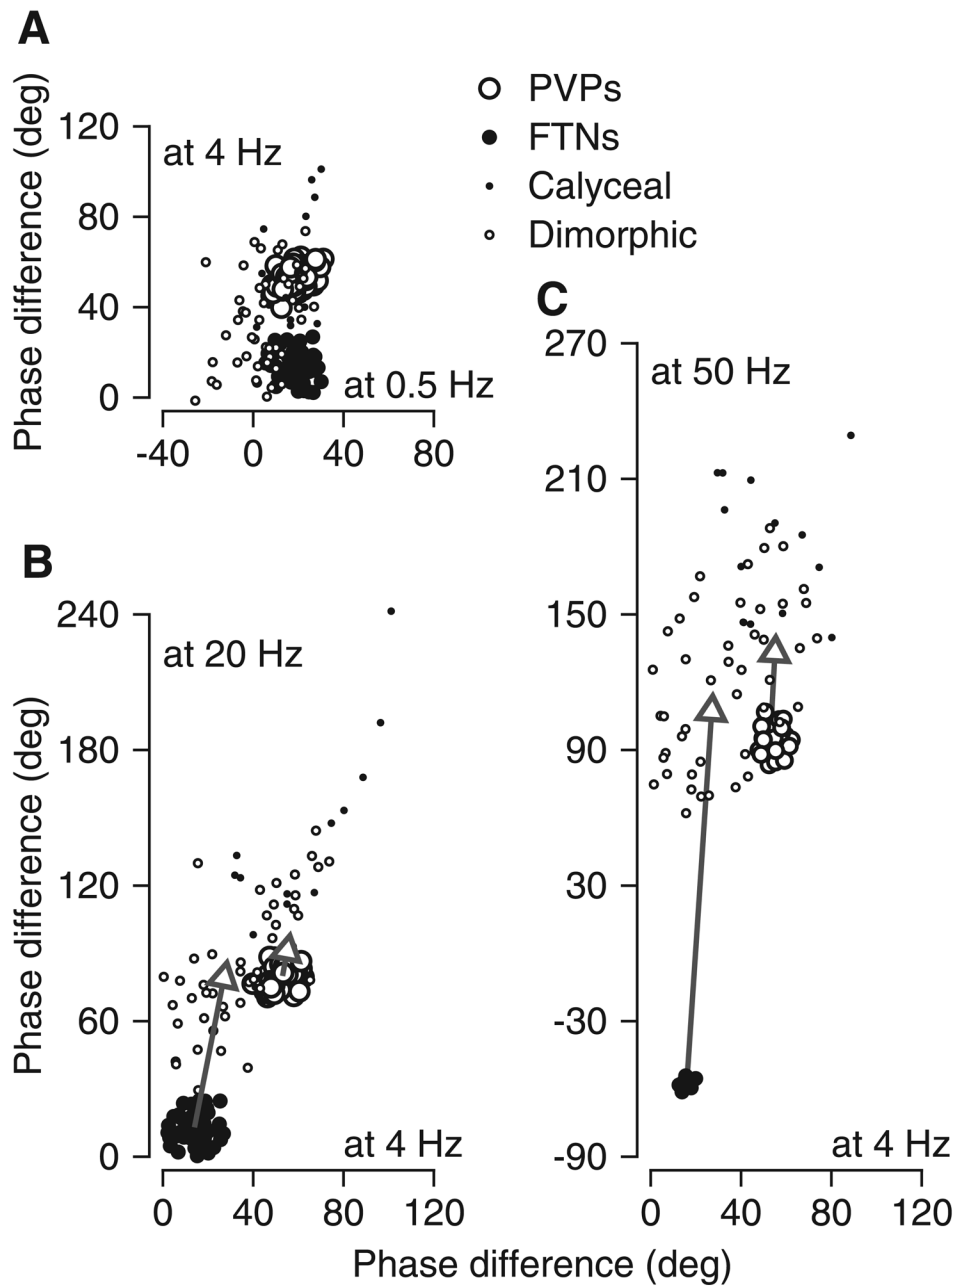 A
Phase difference (deg)
120
80
40
0
at 4 Hz
at 0.5 Hz
-40 0 40 80
PVPs
FTNs
Calyceal
Dimorphic
B
Phase difference (deg)
240
180
120
60
0
at 20 Hz
at 4 Hz
0 40 80 120
C
270
210
150
90
30
-30
-90
at 50 Hz
at 4 Hz
0 40 80 120
Phase difference (deg)